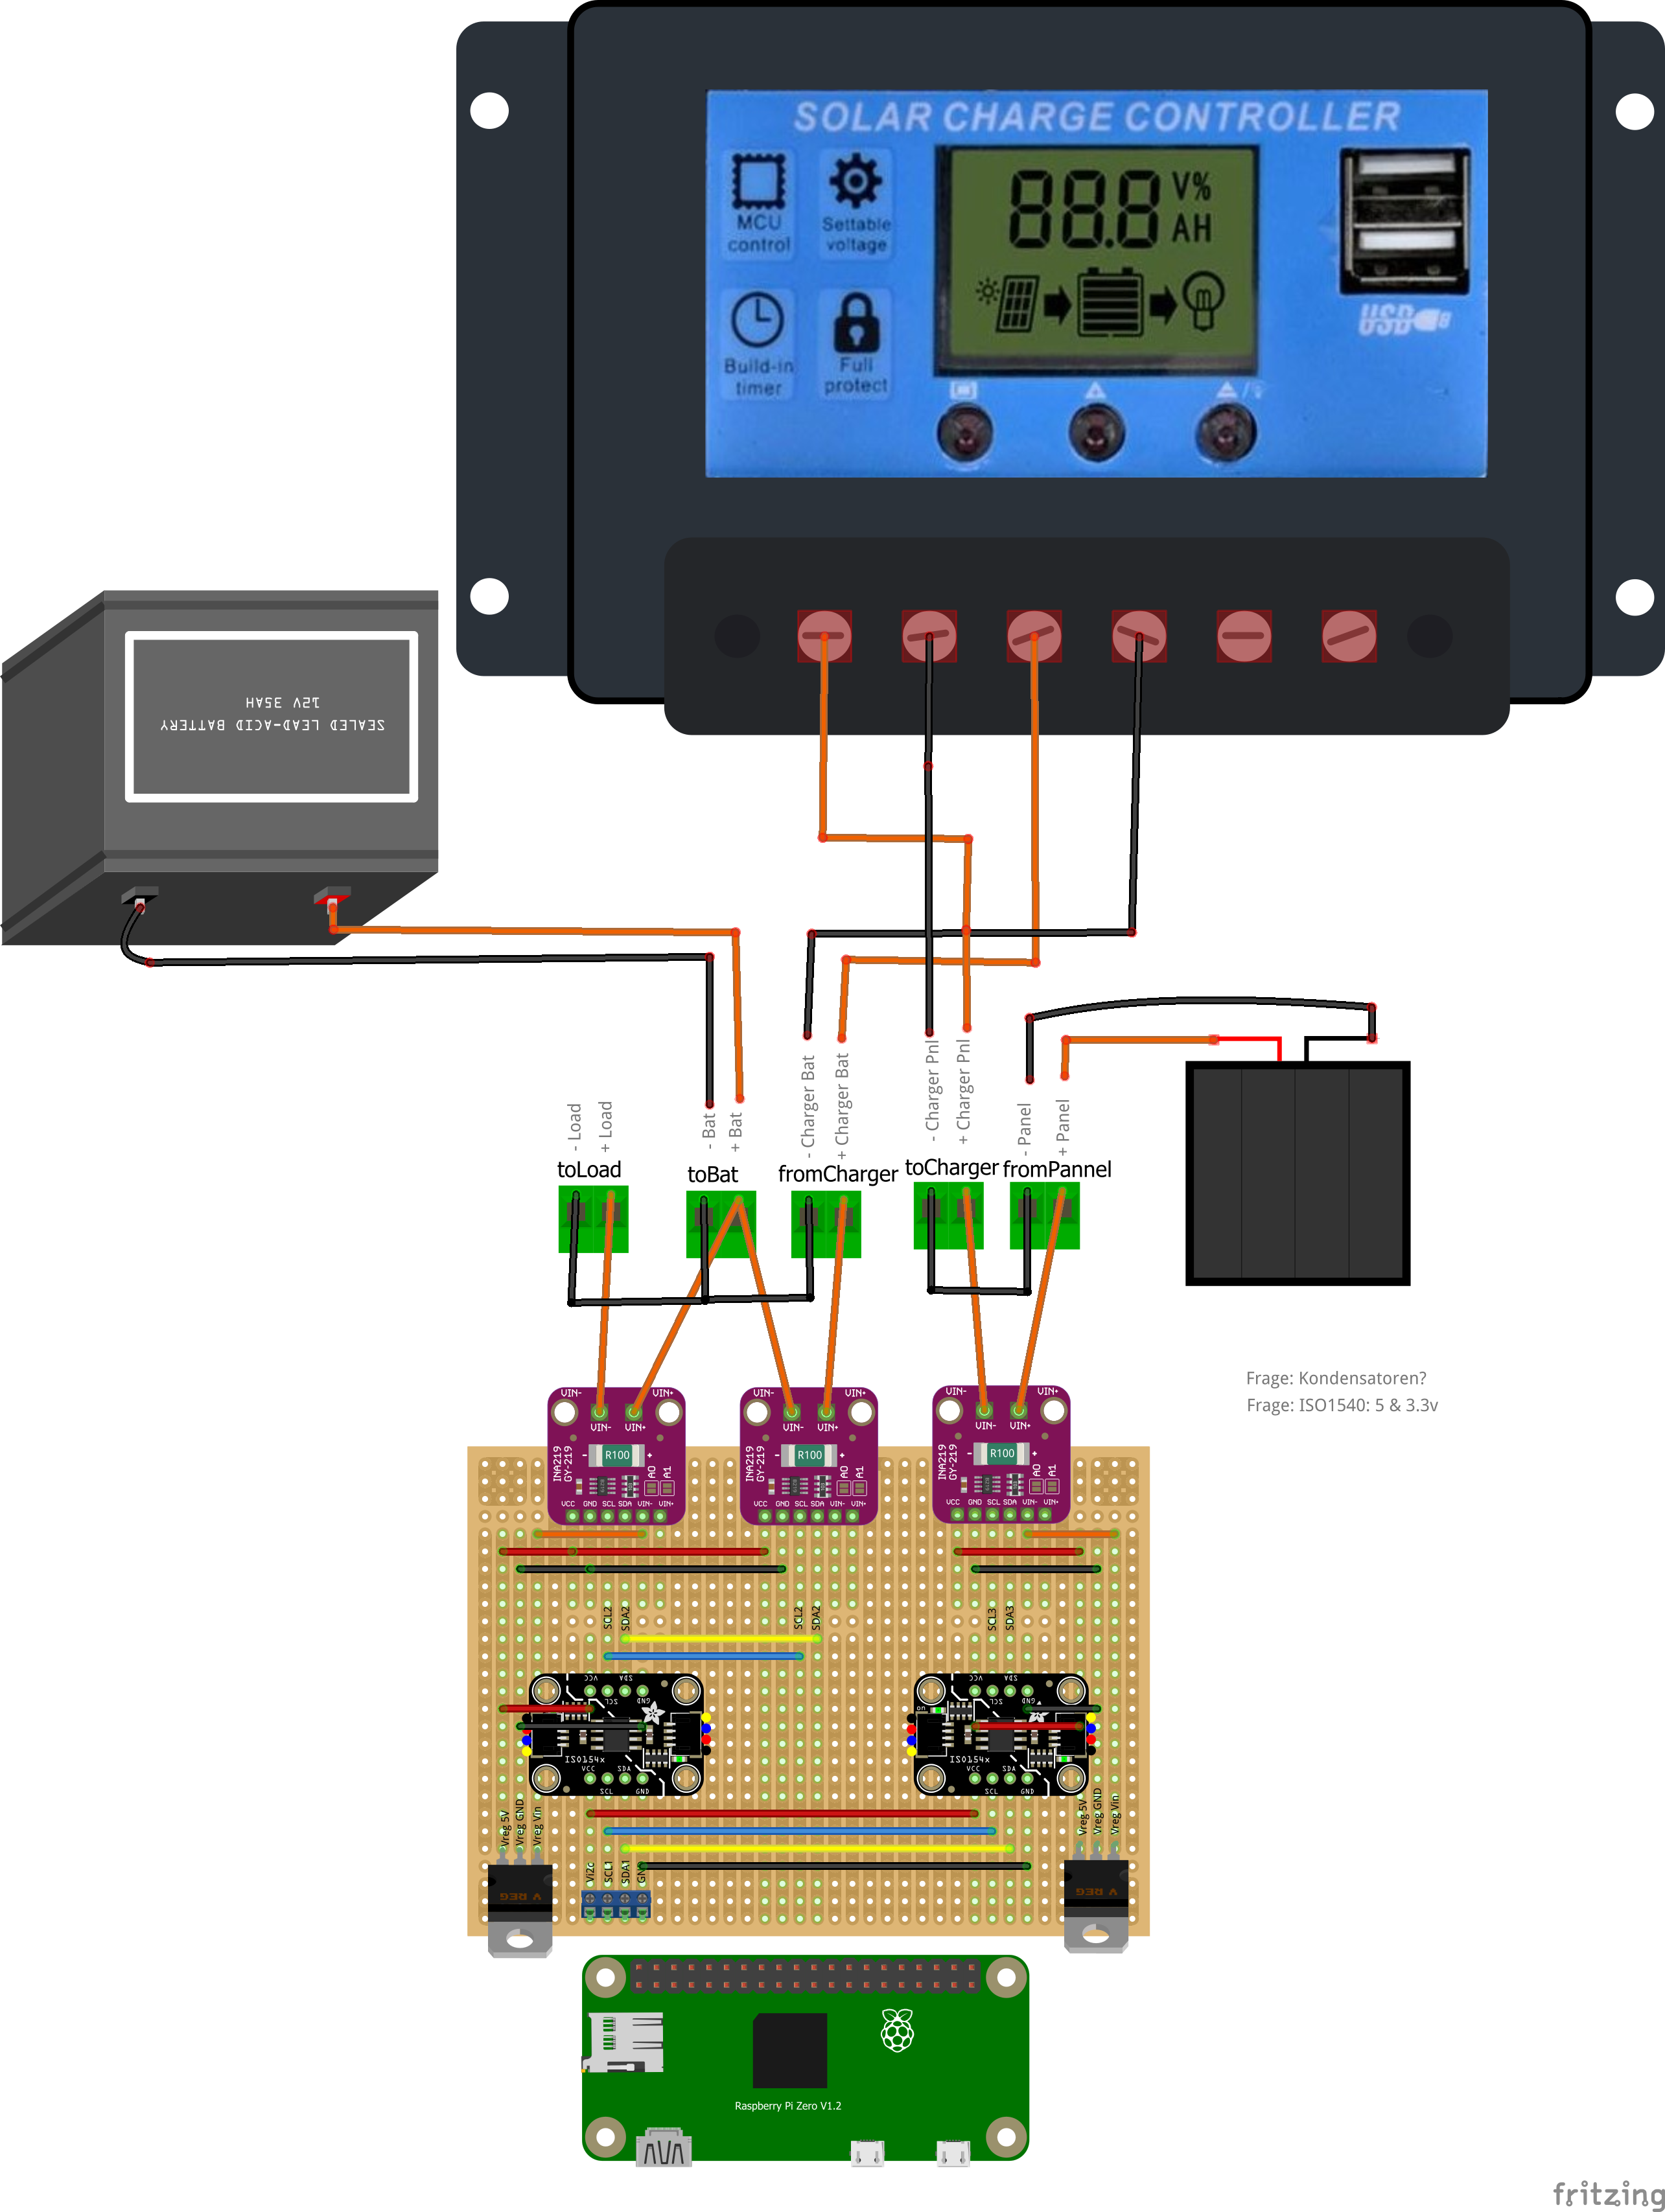 SOLAR CHARGE CONTROLLER
MCU
control
Settable
voltage
88.8 V%
AH
Build-in
timer
Full
protect
USB
12V 35AH
SEALED LEAD-ACID BATTERY
- Load
+ Load
- Bat
+ Bat
- Charger Bat
+ Charger Bat
- Charger Pnl
+ Charger Pnl
- Panel
+ Panel
toLoad
toBat
fromCharger
toCharger
fromPannel
Frage: Kondensatoren?
Frage: ISO1540: 5 & 3.3v
VIN- VIN+
VIN- VIN+
- R100 +
INA219
GY-219
A0 A1
VCC GND SCL SDA VIN- VIN+
VIN- VIN+
VIN- VIN+
- R100 +
INA219
GY-219
A0 A1
VCC GND SCL SDA VIN- VIN+
VIN- VIN+
VIN- VIN+
- R100 +
INA219
GY-219
A0 A1
VCC GND SCL SDA VIN- VIN+
SCL2
SDA2
SCL2
SDA2
SCL3
SDA3
VCC SDA
SCL GND
ISO154x
VCC SDA
SCL GND
VCC SDA
SCL GND
on
ISO154x
VCC SDA
SCL GND
Vreg 5V
Vreg GND
Vreg Vin
Vreg 5V
Vreg GND
Vreg Vin
Vi2c
SCL1
SDA1
GND
V REG
V REG
Raspberry Pi Zero V1.2
fritzing